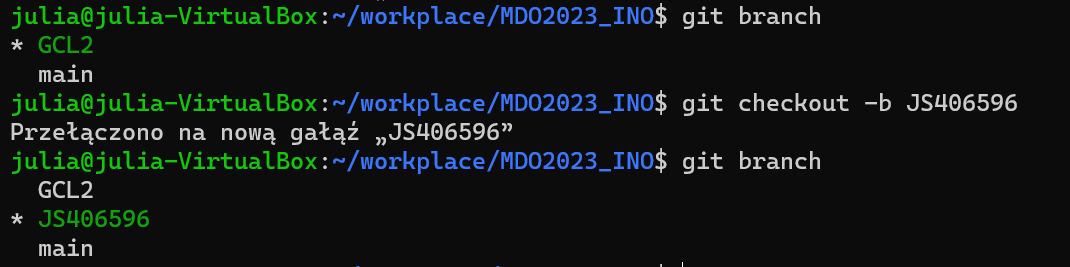 julia@julia-VirtualBox:~/workplace/MDO2023_INO$ git branch
* GCL2
  main
julia@julia-VirtualBox:~/workplace/MDO2023_INO$ git checkout -b JS406596
Przełączono na nową gałąź „JS406596”
julia@julia-VirtualBox:~/workplace/MDO2023_INO$ git branch
  GCL2
* JS406596
  main